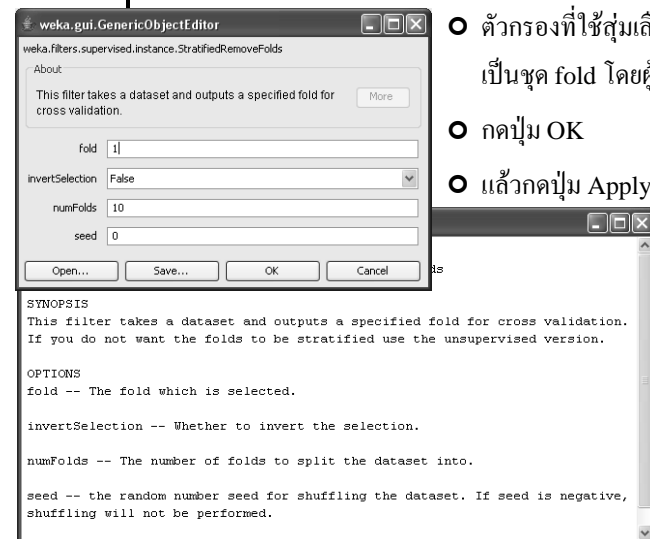 weka.gui.GenericObjectEditor
weka.filters.supervised.instance.StratifiedRemoveFolds
About
This filter takes a dataset and outputs a specified fold for
cross validation.
More
fold 1
invertSelection False
numFolds 10
seed 0
Open... Save... OK Cancel
ตัวกรองที่ใช้สุ่มเลื
เป็นชุด fold โดยผู้
กดปุ่ม OK
แล้วกดปุ่ม Apply
ds
SYNOPSIS
This filter takes a dataset and outputs a specified fold for cross validation.
If you do not want the folds to be stratified use the unsupervised version.
OPTIONS
fold -- The fold which is selected.
invertSelection -- Whether to invert the selection.
numFolds -- The number of folds to split the dataset into.
seed -- the random number seed for shuffling the dataset. If seed is negative,
shuffling will not be performed.